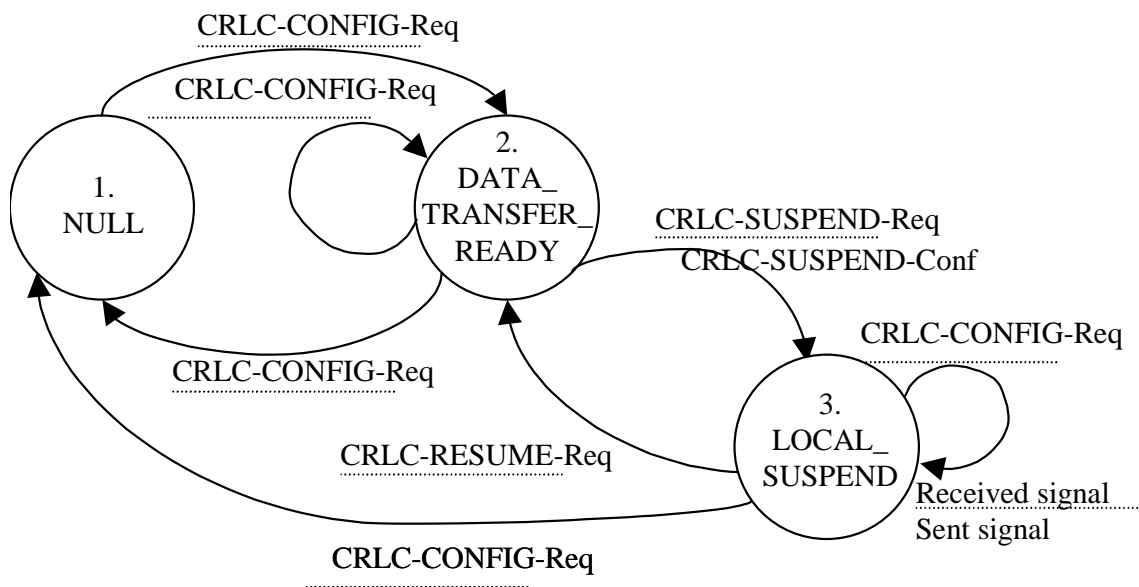 CRLC-CONFIG-Req
CRLC-CONFIG-Req
1.
NULL
2.
DATA_
TRANSFER_
READY
CRLC-SUSPEND-Req
CRLC-SUSPEND-Conf
CRLC-CONFIG-Req
CRLC-CONFIG-Req
3.
LOCAL_
SUSPEND
CRLC-RESUME-Req
Received signal
Sent signal
CRLC-CONFIG-Req